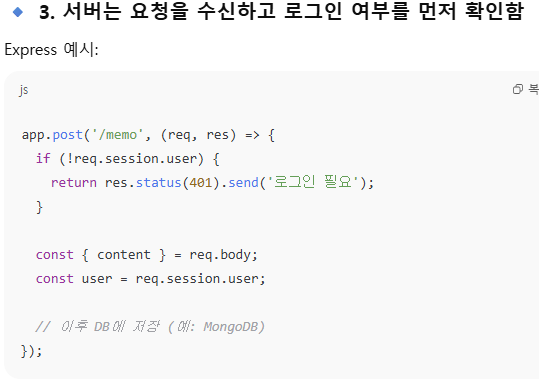 3. 서버는 요청을 수신하고 로그인 여부를 먼저 확인함
Express 예시:
js
app.post('/memo', (req, res) => {
  if (!req.session.user) {
    return res.status(401).send('로그인 필요');
  }
  const { content } = req.body;
  const user = req.session.user;
  // 이후 DB에 저장 (예: MongoDB)
});